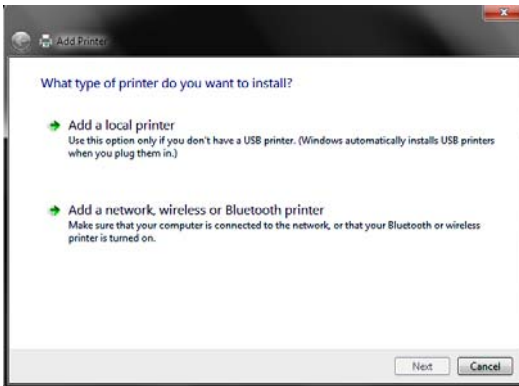 Add Printer
What type of printer do you want to install?
Add a local printer
Use this option only if you don't have a USB printer. (Windows automatically installs USB printers
when you plug them in.)
Add a network, wireless or Bluetooth printer
Make sure that your computer is connected to the network, or that your Bluetooth or wireless
printer is turned on.
Next
Cancel